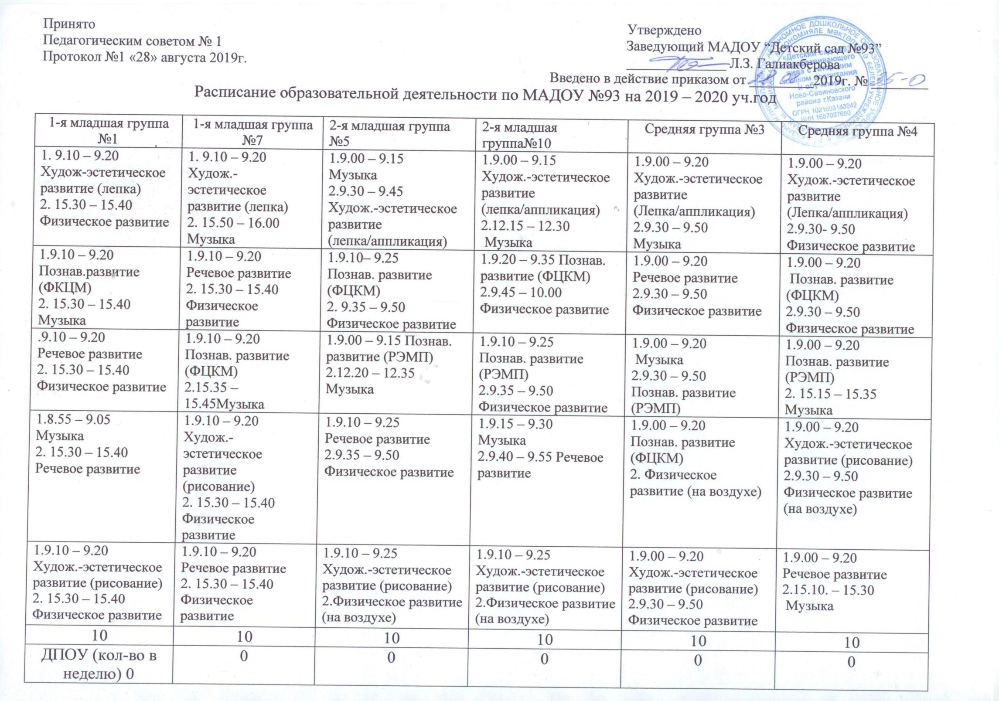 Принято
Педагогическим советом № 1
Протокол №1 «28» августа 2019г.
Утверждено
Заведующий МАДОУ “Детский сад №93”
Л.З. Галиакберова
Введено в действие приказом от 2019г. №
«Детский сад №93
языком воспитания
и обучения»
Ново-Савиновского
района г.Казани
ОГРН 1021603143242
ИНН 1657027650
Расписание образовательной деятельности по МАДОУ №93 на 2019 – 2020 уч.год
1-я младшая группа
№1
1-я младшая группа
№7
2-я младшая группа
№5
2-я младшая
группа№10
Средняя группа №3
Средняя группа №4
1. 9.10 – 9.20
Худож-эстетическое
развитие (лепка)
2. 15.30 – 15.40
Физическое развитие
1. 9.10 – 9.20
Худож.-
эстетическое
развитие (лепка)
2. 15.50 – 16.00
Музыка
1.9.00 – 9.15
Музыка
2.9.30 – 9.45
Худож.-эстетическое
развитие
(лепка/аппликация)
1.9.00 – 9.15
Худож.-эстетическое
развитие
(лепка/аппликация)
2.12.15 – 12.30
Музыка
1.9.00 – 9.20
Худож.-эстетическое
развитие
(Лепка/аппликация)
2.9.30 – 9.50
Музыка
1.9.00 – 9.20
Худож.-эстетическое
развитие
(Лепка/аппликация)
2.9.30- 9.50
Физическое развитие
1.9.10 – 9.20
Познав.развитие
(ФКЦМ)
2. 15.30 – 15.40
Музыка
1.9.10 – 9.20
Речевое развитие
2. 15.30 – 15.40
Физическое
развитие
1.9.10– 9.25
Познав. развитие
(ФЦКМ)
2. 9.35 – 9.50
Физическое развитие
1.9.20 – 9.35 Познав.
развитие (ФЦКМ)
2.9.45 – 10.00
Физическое развитие
1.9.00 – 9.20
Речевое развитие
2.9.30 – 9.50
Физическое развитие
1.9.00 – 9.20
Познав. развитие
(ФЦКМ)
2.9.30 – 9.50
Физическое развитие
.9.10 – 9.20
Речевое развитие
2. 15.30 – 15.40
Физическое развитие
1.9.10 – 9.20
Познав. развитие
(ФЦКМ)
2.15.35 –
15.45Музыка
1.9.00 – 9.15 Познав.
развитие (РЭМП)
2.12.20 – 12.35
Музыка
1.9.10 – 9.25
Познав. развитие
(РЭМП)
2.9.35 – 9.50
Физическое развитие
1.9.00 – 9.20
Музыка
2.9.30 – 9.50
Познав. развитие
(РЭМП)
1.9.00 – 9.20
Познав. развитие
(РЭМП)
2. 15.15 – 15.35
Музыка
1.8.55 – 9.05
Музыка
2. 15.30 – 15.40
Речевое развитие
1.9.10 – 9.20
Худож.-
эстетическое
развитие
(рисование)
2. 15.30 – 15.40
Физическое
развитие
1.9.10 – 9.25
Речевое развитие
2.9.35 – 9.50
Физическое развитие
1.9.15 – 9.30
Музыка
2.9.40 – 9.55 Речевое
развитие
1.9.00 – 9.20
Познав. развитие
(ФЦКМ)
2. Физическое
развитие (на воздухе)
1.9.00 – 9.20
Худож.-эстетическое
развитие (рисование)
2.9.30 – 9.50
Физическое развитие
(на воздухе)
1.9.10 – 9.20
Худож.-эстетическое
развитие (рисование)
2. 15.30 – 15.40
Физическое развитие
1.9.10 – 9.20
Речевое развитие
2. 15.30 – 15.40
Физическое
развитие
1.9.10 – 9.25
Худож.-эстетическое
развитие (рисование)
2.Физическое развитие
(на воздухе)
1.9.10 – 9.25
Худож.-эстетическое
развитие (рисование)
2.Физическое развитие
(на воздухе)
1.9.00 – 9.20
Худож.-эстетическое
развитие (рисование)
2.9.30 – 9.50
Физическое развитие
1.9.00 – 9.20
Речевое развитие
2.15.10. – 15.30
Музыка
10
10
10
10
10
10
ДПОУ (кол-во в
неделю) 0
0
0
0
0
0